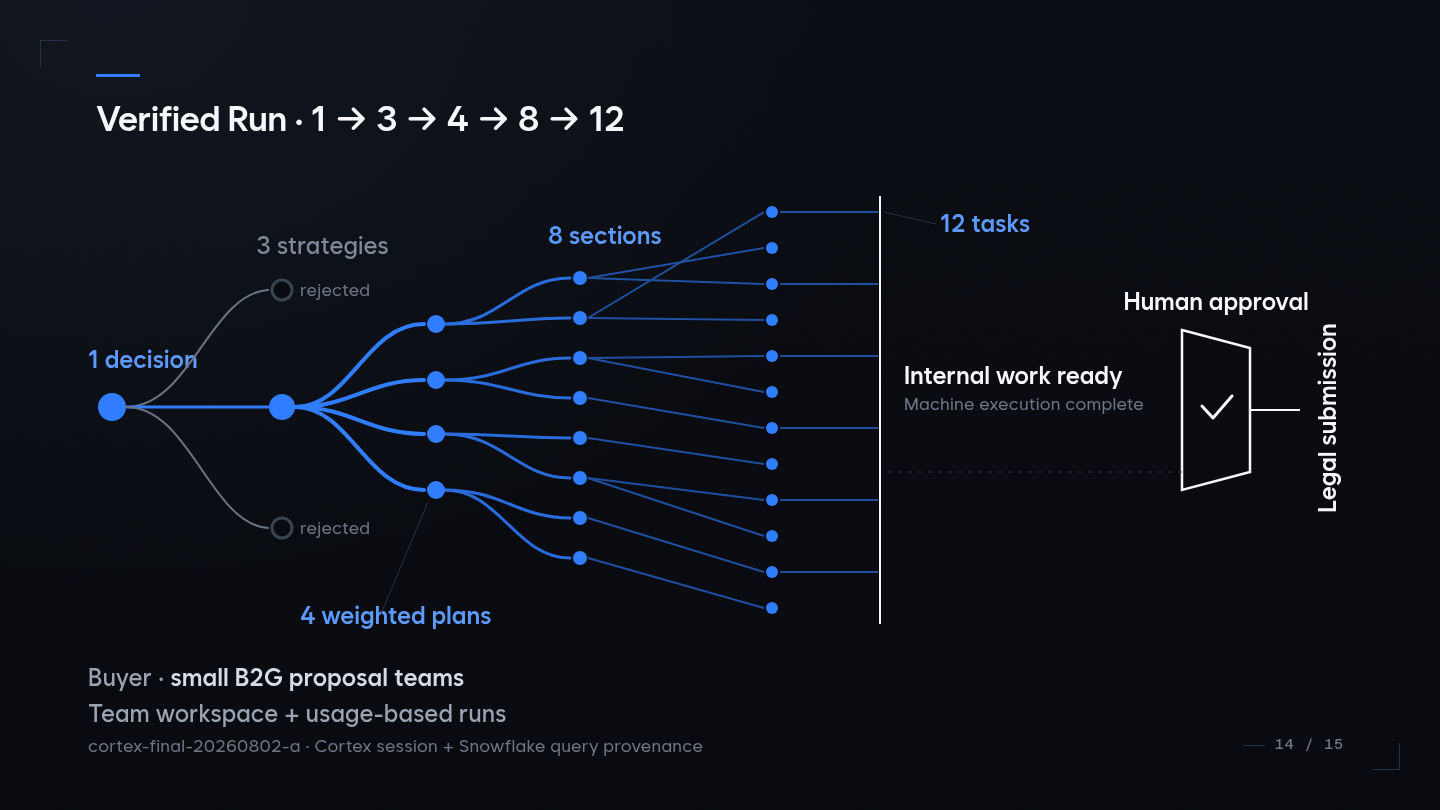 Verified Run · 1 → 3 → 4 → 8 → 12
3 strategies
8 sections
12 tasks
rejected
Human approval
1 decision
Internal work ready
Machine execution complete
Legal submission
rejected
4 weighted plans
Buyer · small B2G proposal teams
Team workspace + usage-based runs
cortex-final-20260802-a · Cortex session + Snowflake query provenance
14 / 15